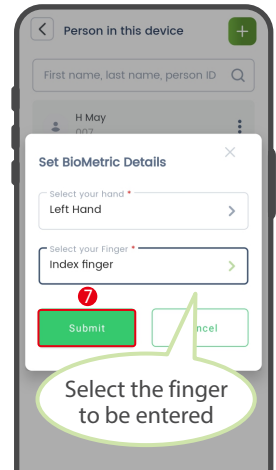 Person in this device
+
First name, last name, person ID
H May
007
Set BioMetric Details
Select your hand *
Left Hand
Select your Finger *
Index finger
7
Submit
ncel
Select the finger
to be entered